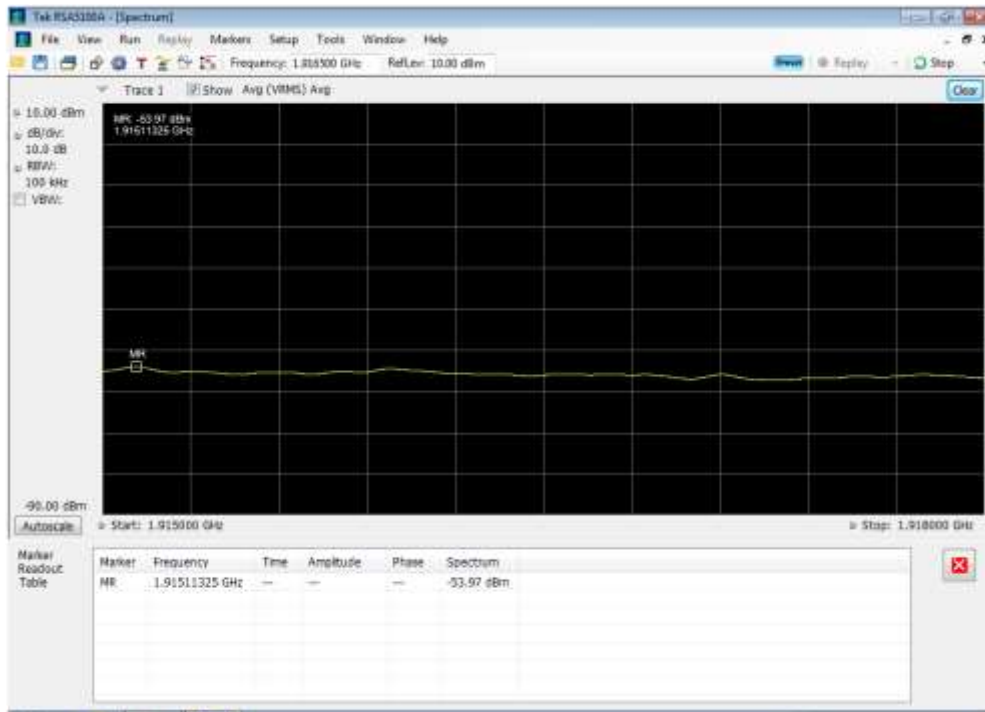 Tek RSA5100A - [Spectrum]
File View Run Replay Markers Setup Tools Window Help
Frequency: 1.916500 GHz RefLev: 10.00 dBm Preset Replay Stop
Trace 1 Show Avg (VRMS) Avg Clear
10.00 dBm
dB/div:
10.0 dB
RBW:
100 kHz
VBW:
MR: -53.97 dBm
1.91511325 GHz
MR
-90.00 dBm
Autoscale Start: 1.915000 GHz Stop: 1.918000 GHz
Marker
Readout
Table
Marker Frequency Time Amplitude Phase Spectrum
MR 1.91511325 GHz --- --- --- -53.97 dBm